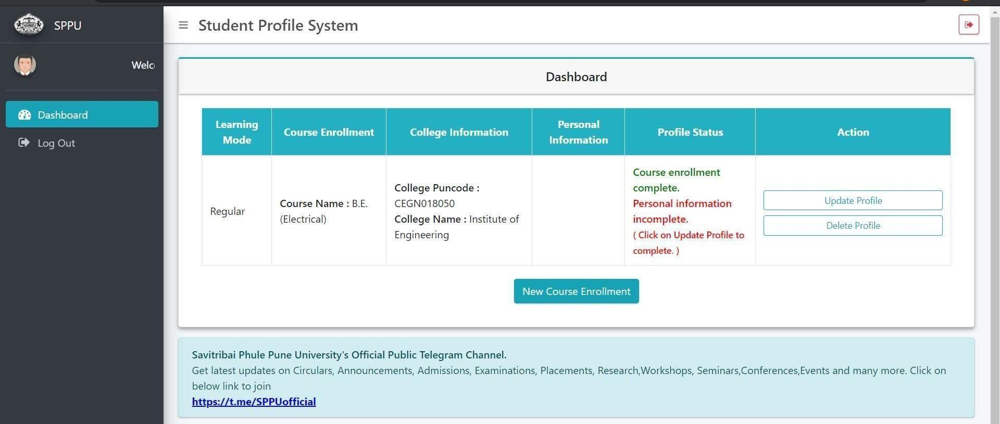 SPPU
Student Profile System
Dashboard
Log Out
Dashboard
Learning Mode
Course Enrollment
College Information
Personal Information
Profile Status
Action
Regular
Course Name : B.E.
(Electrical)
College Puncode :
CEGN018050
College Name : Institute of
Engineering
Course enrollment
complete.
Personal information
incomplete.
( Click on Update Profile to
complete. )
Update Profile
Delete Profile
New Course Enrollment
Savitribai Phule Pune University's Official Public Telegram Channel.
Get latest updates on Circulars, Announcements, Admissions, Examinations, Placements, Research,Workshops, Seminars,Conferences,Events and many more. Click on
below link to join
https://t.me/SPPUofficial